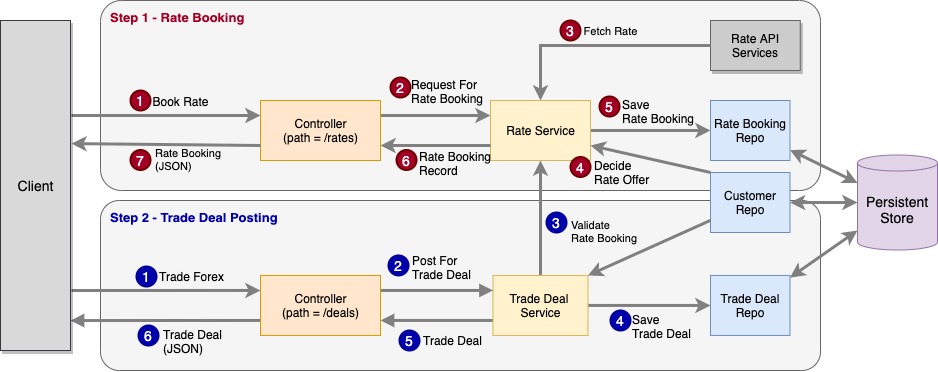 Step 1 - Rate Booking
3 Fetch Rate
Rate API
Services
1 Book Rate
2 Request For
Rate Booking
5 Save
Rate Booking
Controller
(path = /rates)
Rate Service
Rate Booking
Repo
7 Rate Booking
(JSON)
6 Rate Booking
Record
4 Decide
Rate Offer
Client
Customer
Repo
Persistent
Store
Step 2 - Trade Deal Posting
3 Validate
Rate Booking
1 Trade Forex
2 Post For
Trade Deal
Controller
(path = /deals)
Trade Deal
Service
Trade Deal
Repo
6 Trade Deal
(JSON)
5 Trade Deal
4 Save
Trade Deal